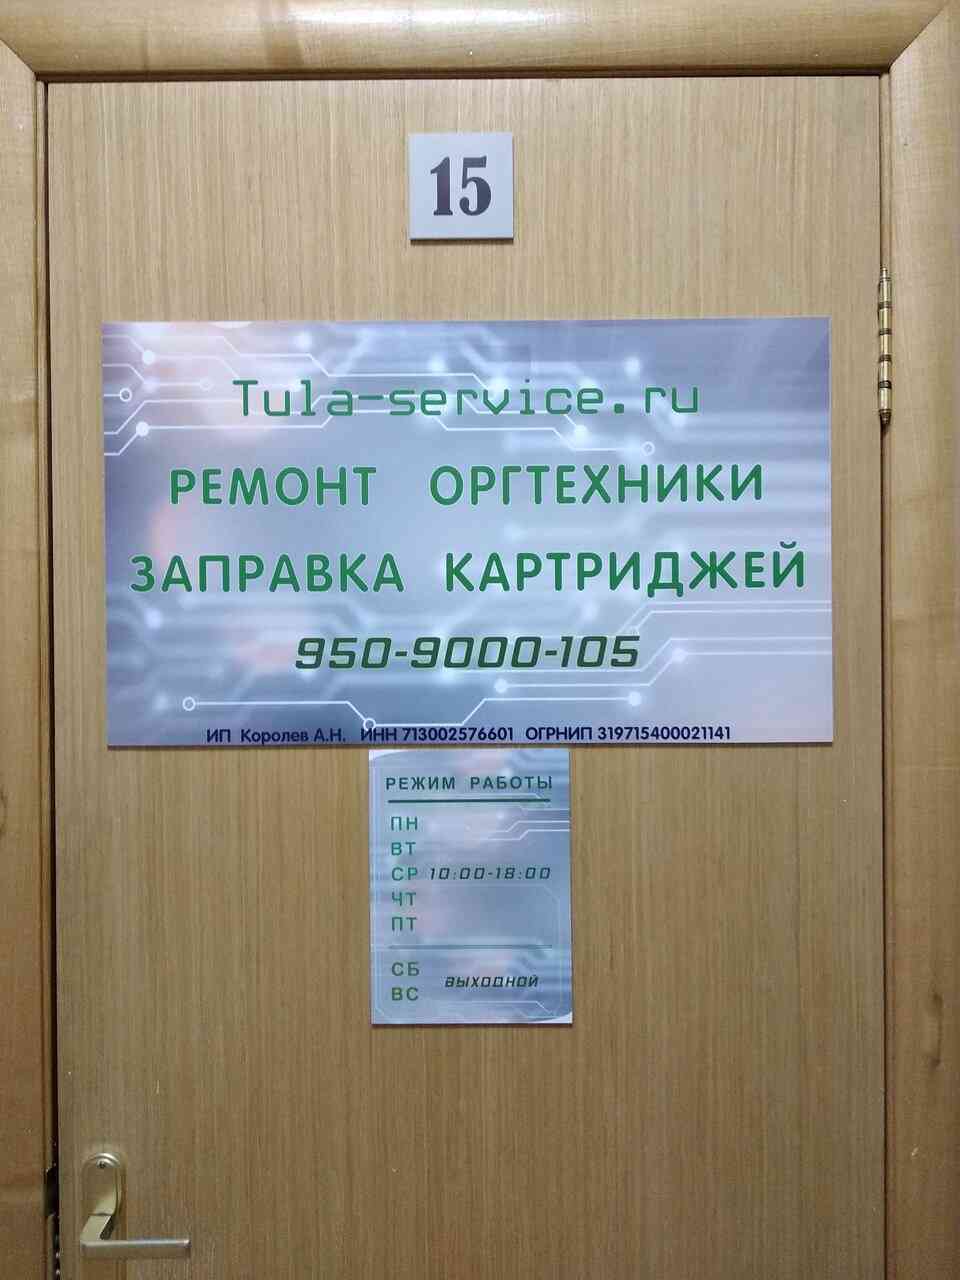 15
Tula-service.ru
РЕМОНТ ОРГТЕХНИКИ
ЗАПРАВКА КАРТРИДЖЕЙ
950-9000-105
ИП Королев А.Н. ИНН 713002576601 ОГРНИП 319715400021141
РЕЖИМ РАБОТЫ
ПН
ВТ
СР 10:00-18:00
ЧТ
ПТ
СБ
ВЫХОДНОЙ
ВС